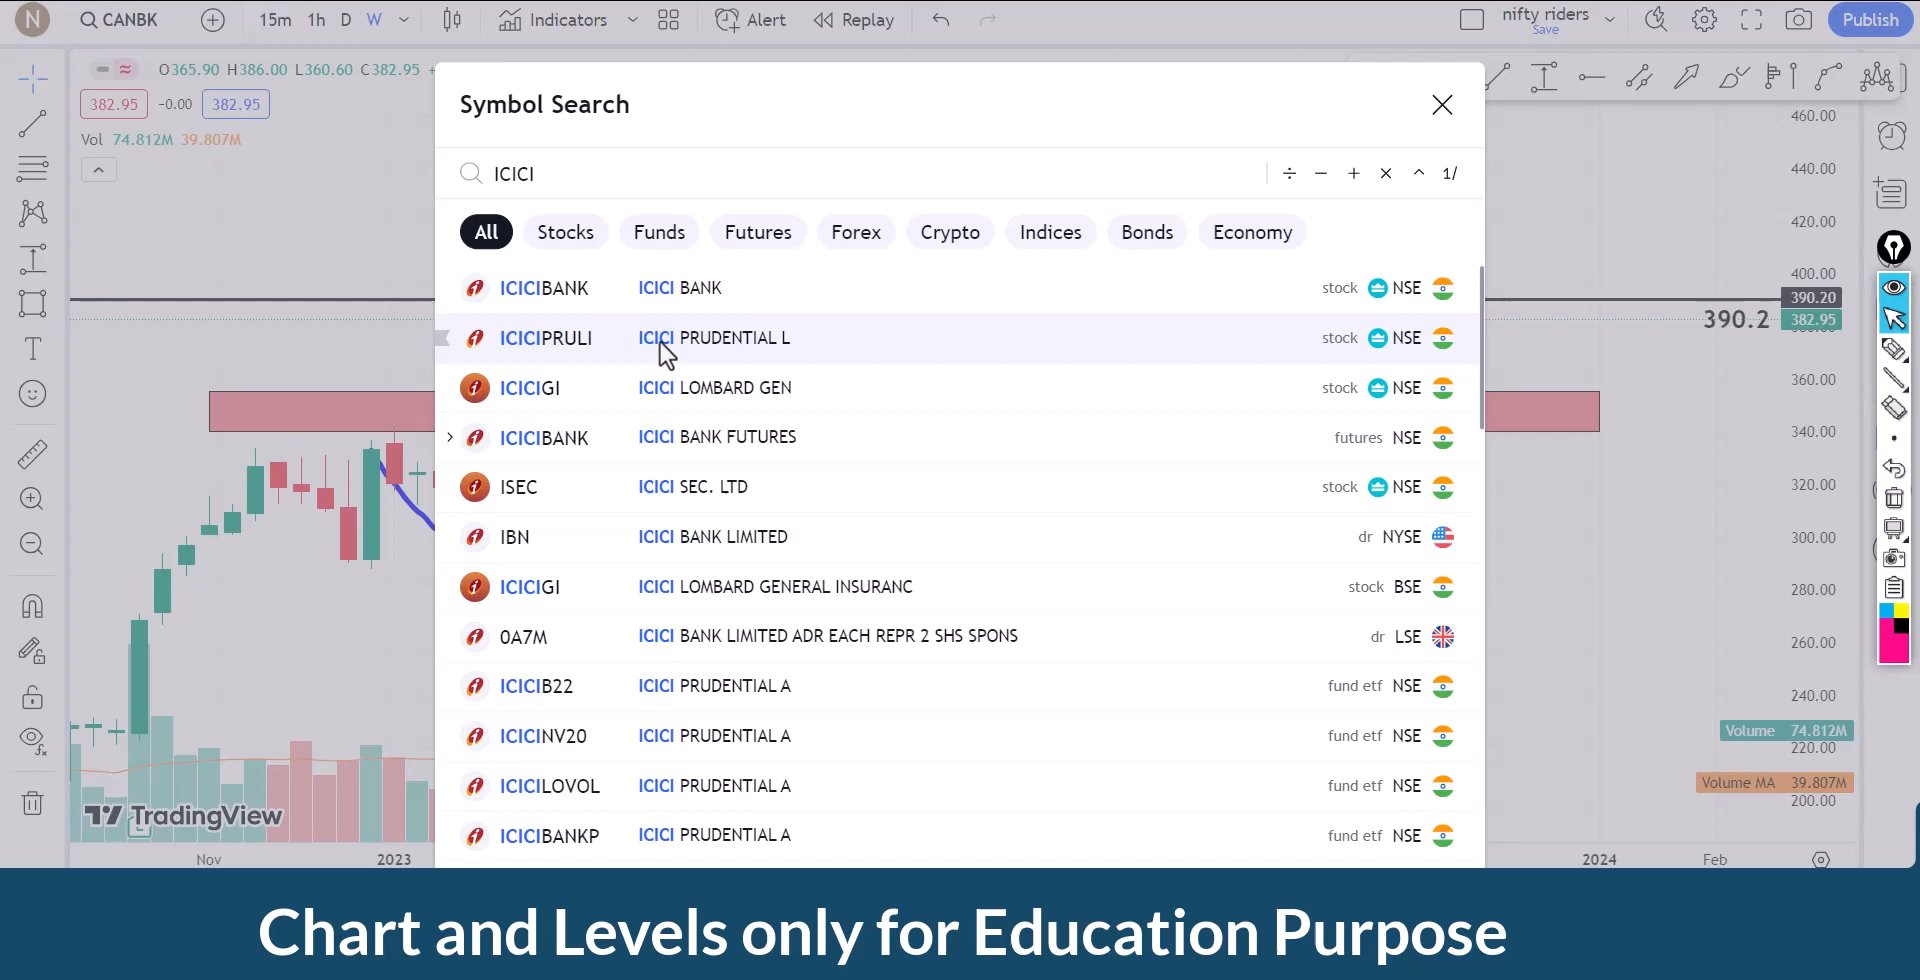 N
CANBK
15m 1h D W
Indicators
Alert
Replay
nifty riders
Save
Publish
O365.90 H386.00 L360.60 C382.95 +
382.95 −0.00 382.95
Vol 74.812M 39.807M
Symbol Search
ICICI
÷ − + × ^ 1/
All Stocks Funds Futures Forex Crypto Indices Bonds Economy
ICICIBANK ICICI BANK stock NSE
ICICIPRULI ICICI PRUDENTIAL L stock NSE
ICICIGI ICICI LOMBARD GEN stock NSE
ICICIBANK ICICI BANK FUTURES futures NSE
ISEC ICICI SEC. LTD stock NSE
IBN ICICI BANK LIMITED dr NYSE
ICICIGI ICICI LOMBARD GENERAL INSURANC stock BSE
0A7M ICICI BANK LIMITED ADR EACH REPR 2 SHS SPONS dr LSE
ICICIB22 ICICI PRUDENTIAL A fund etf NSE
ICICINV20 ICICI PRUDENTIAL A fund etf NSE
ICICILOVOL ICICI PRUDENTIAL A fund etf NSE
ICICIBANKP ICICI PRUDENTIAL A fund etf NSE
460.00
440.00
420.00
400.00
390.20
390.2 382.95
360.00
340.00
320.00
300.00
280.00
260.00
240.00
Volume 74.812M
220.00
Volume MA 39.807M
200.00
TradingView
Nov 2023 2024 Feb
Chart and Levels only for Education Purpose